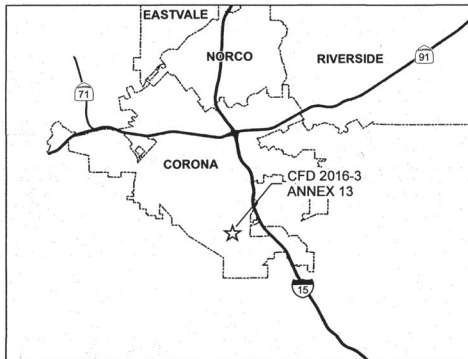 EASTVALE
NORCO
RIVERSIDE
91
71
CORONA
CFD 2016-3
ANNEX 13
15